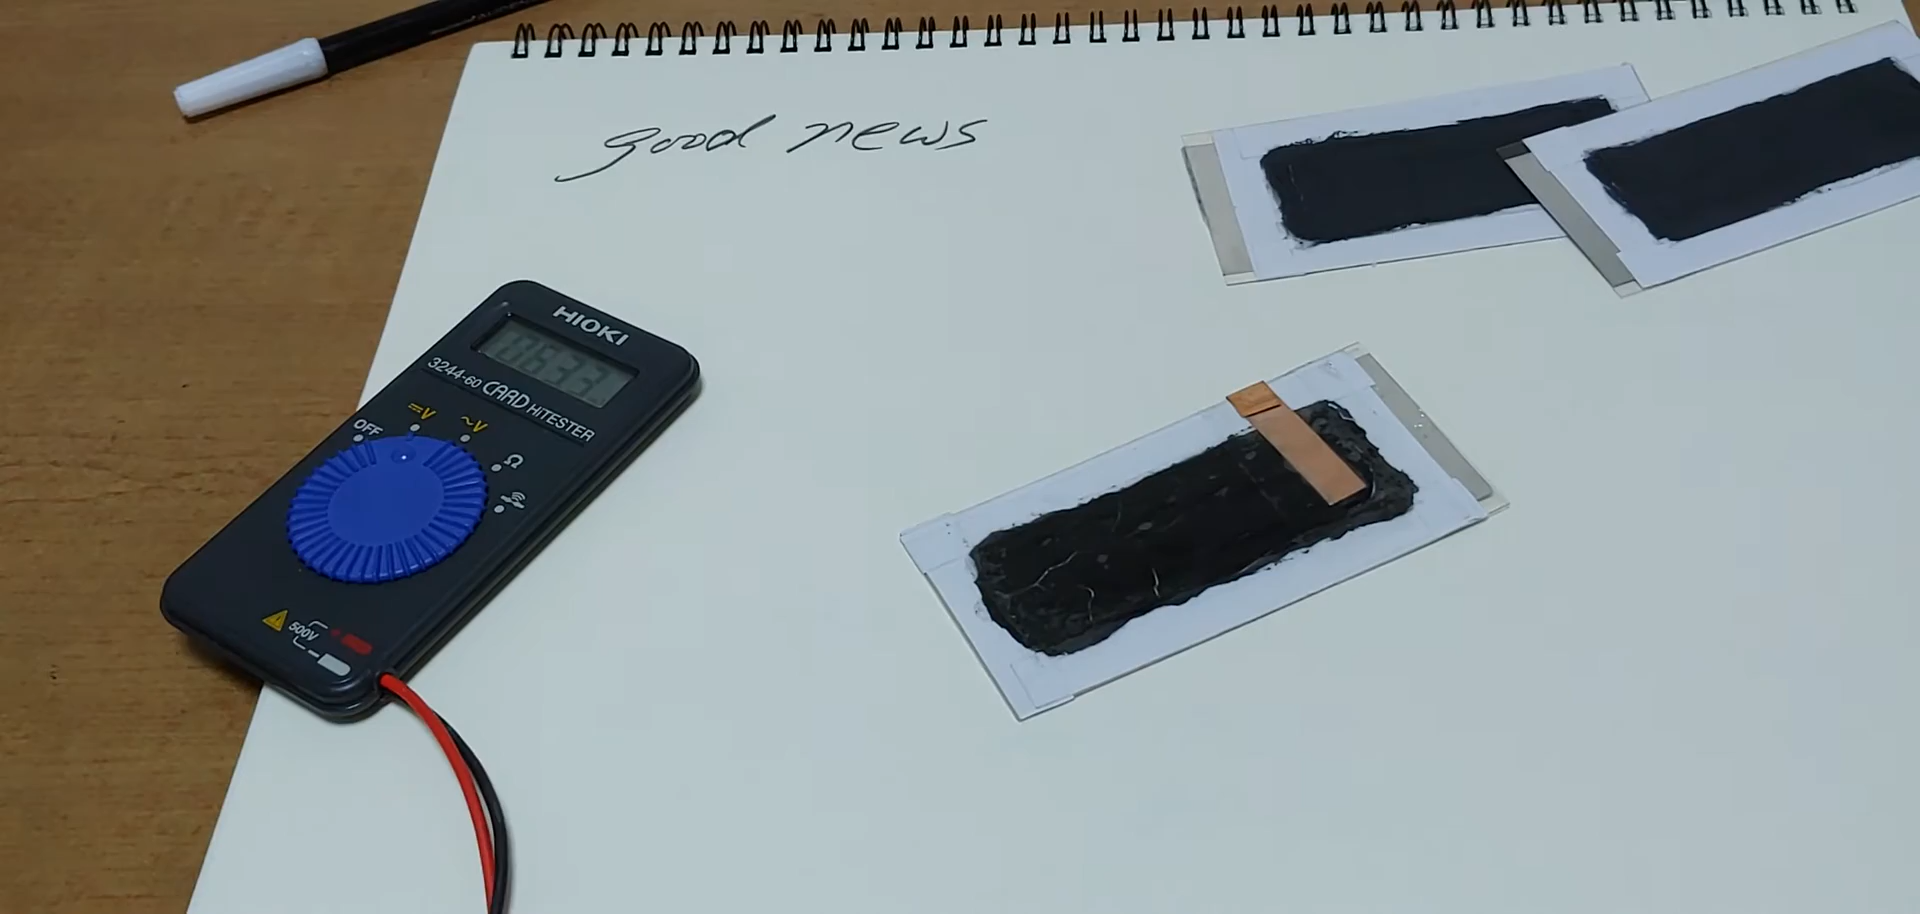 good news
HIOKI
3244-60 CARD HiTESTER
OFF
⎓V
~V
Ω
500V
+
-